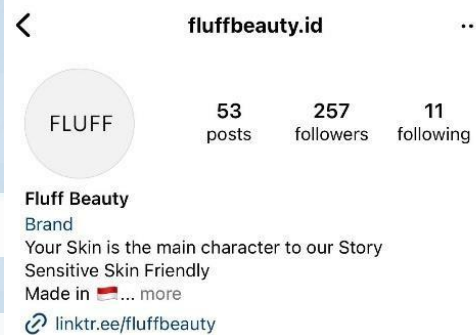 fluffbeauty.id
FLUFF
53 257 11
posts followers following
Fluff Beauty
Brand
Your Skin is the main character to our Story
Sensitive Skin Friendly
Made in 🇮🇩... more
linktr.ee/fluffbeauty